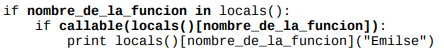 if nombre_de_la_funcion in locals():
if callable(locals()[nombre_de_la_funcion]):
print locals()[nombre_de_la_funcion]("Emilse")